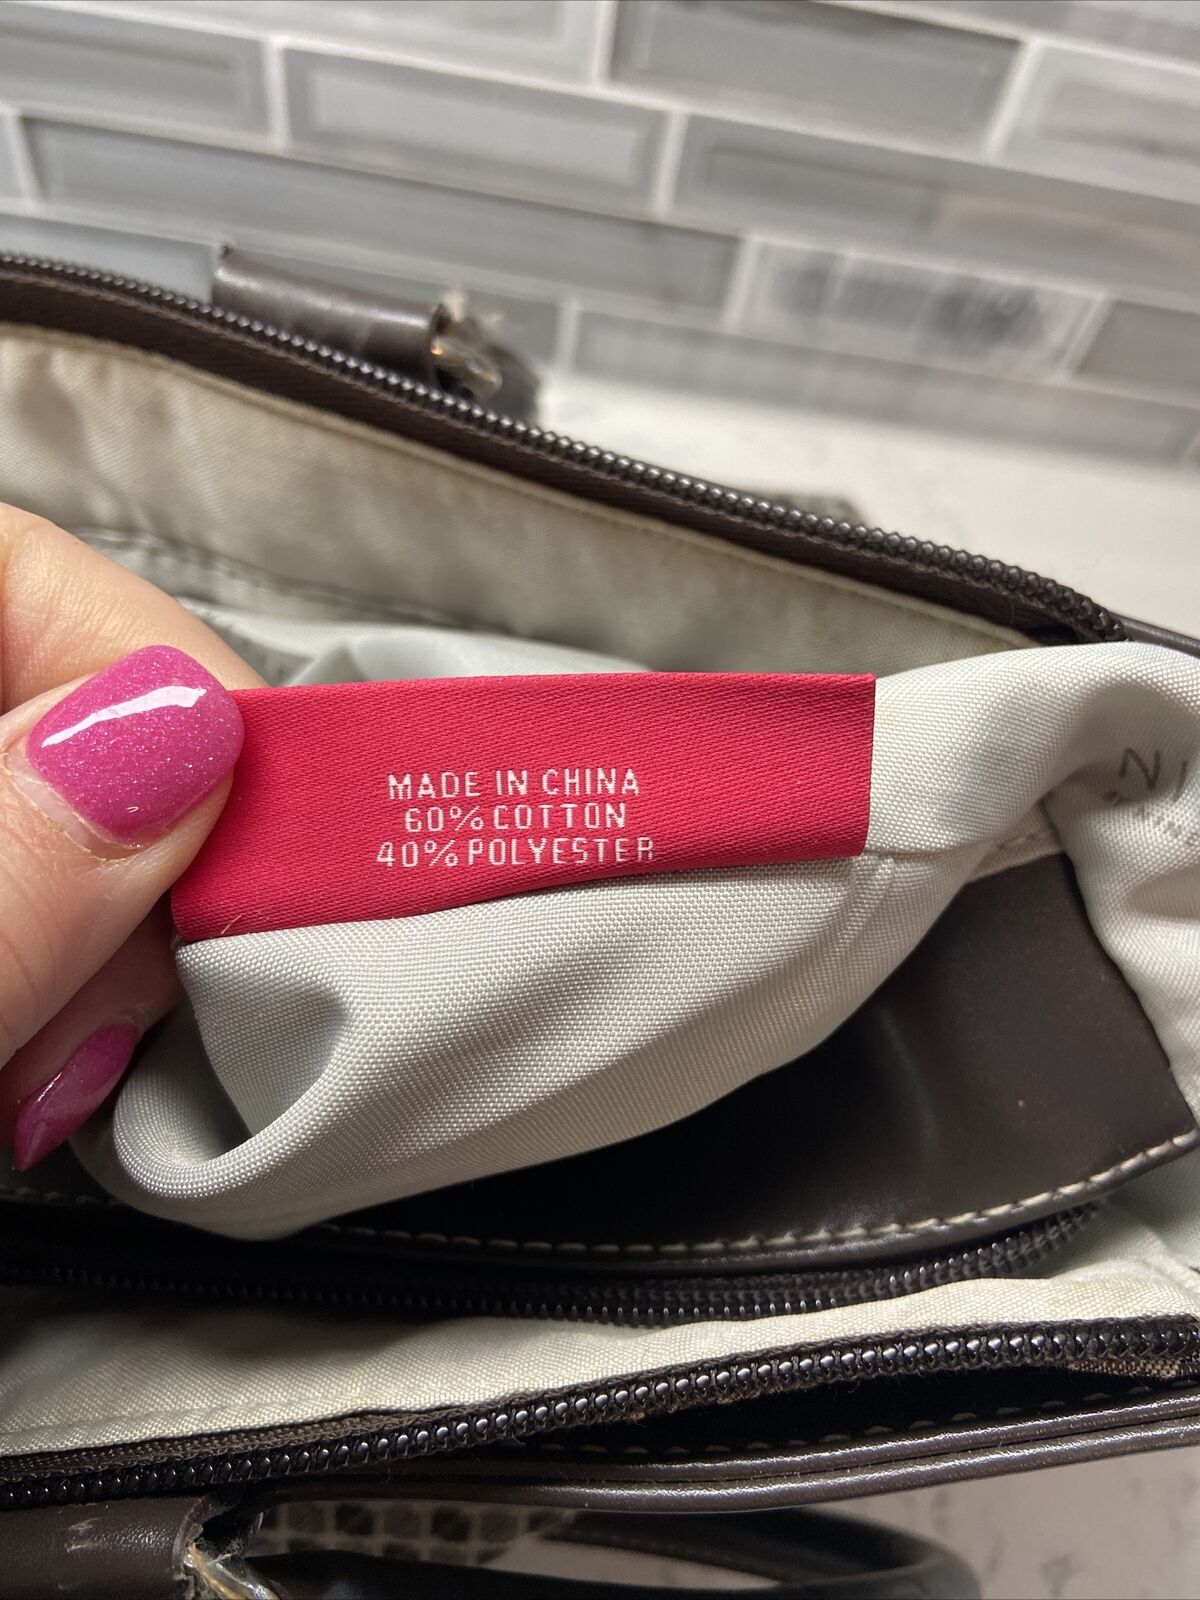 MADE IN CHINA
60% COTTON
40% POLYESTER